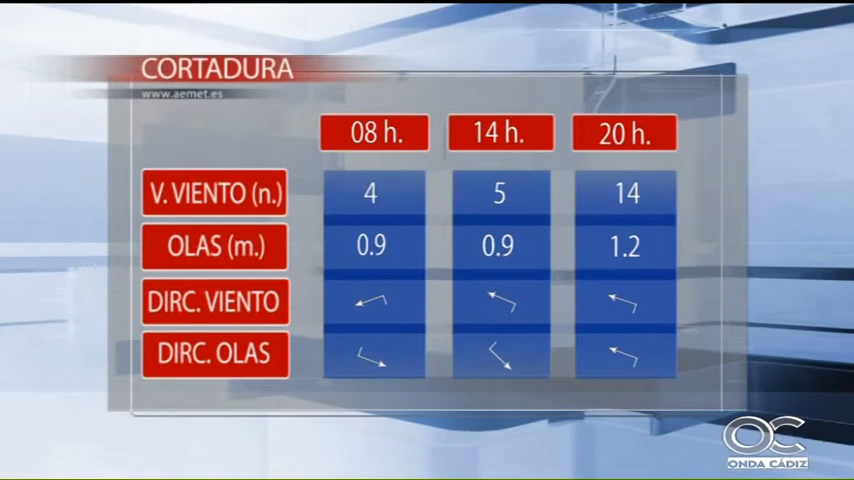 CORTADURA
www.aemet.es
08 h. 14 h. 20 h.
V. VIENTO (n.) 4 5 14
OLAS (m.) 0.9 0.9 1.2
DIRC. VIENTO
DIRC. OLAS
OC
ONDA CÁDIZ